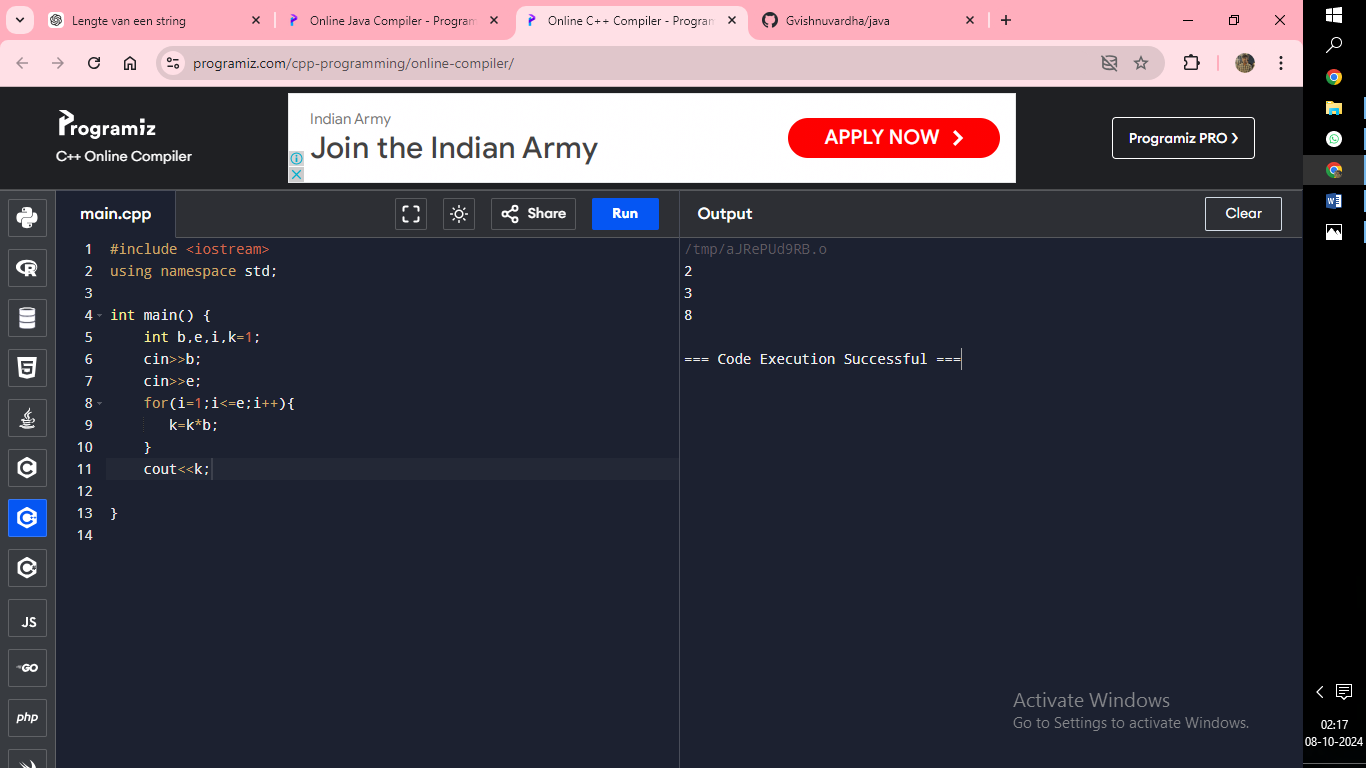 Lengte van een string
Online Java Compiler - Program
Online C++ Compiler - Program
Gvishnuvardha/java
programiz.com/cpp-programming/online-compiler/
Programiz
C++ Online Compiler
Indian Army
Join the Indian Army
APPLY NOW
Programiz PRO
main.cpp
Share
Run
Output
Clear
1 #include <iostream>
2 using namespace std;
3
4 int main() {
5 int b,e,i,k=1;
6 cin>>b;
7 cin>>e;
8 for(i=1;i<=e;i++){
9 k=k*b;
10 }
11 cout<<k;
12
13 }
14
/tmp/aJRePUd9RB.o
2
3
8
=== Code Execution Successful ===
JS
GO
php
Activate Windows
Go to Settings to activate Windows.
02:17
08-10-2024